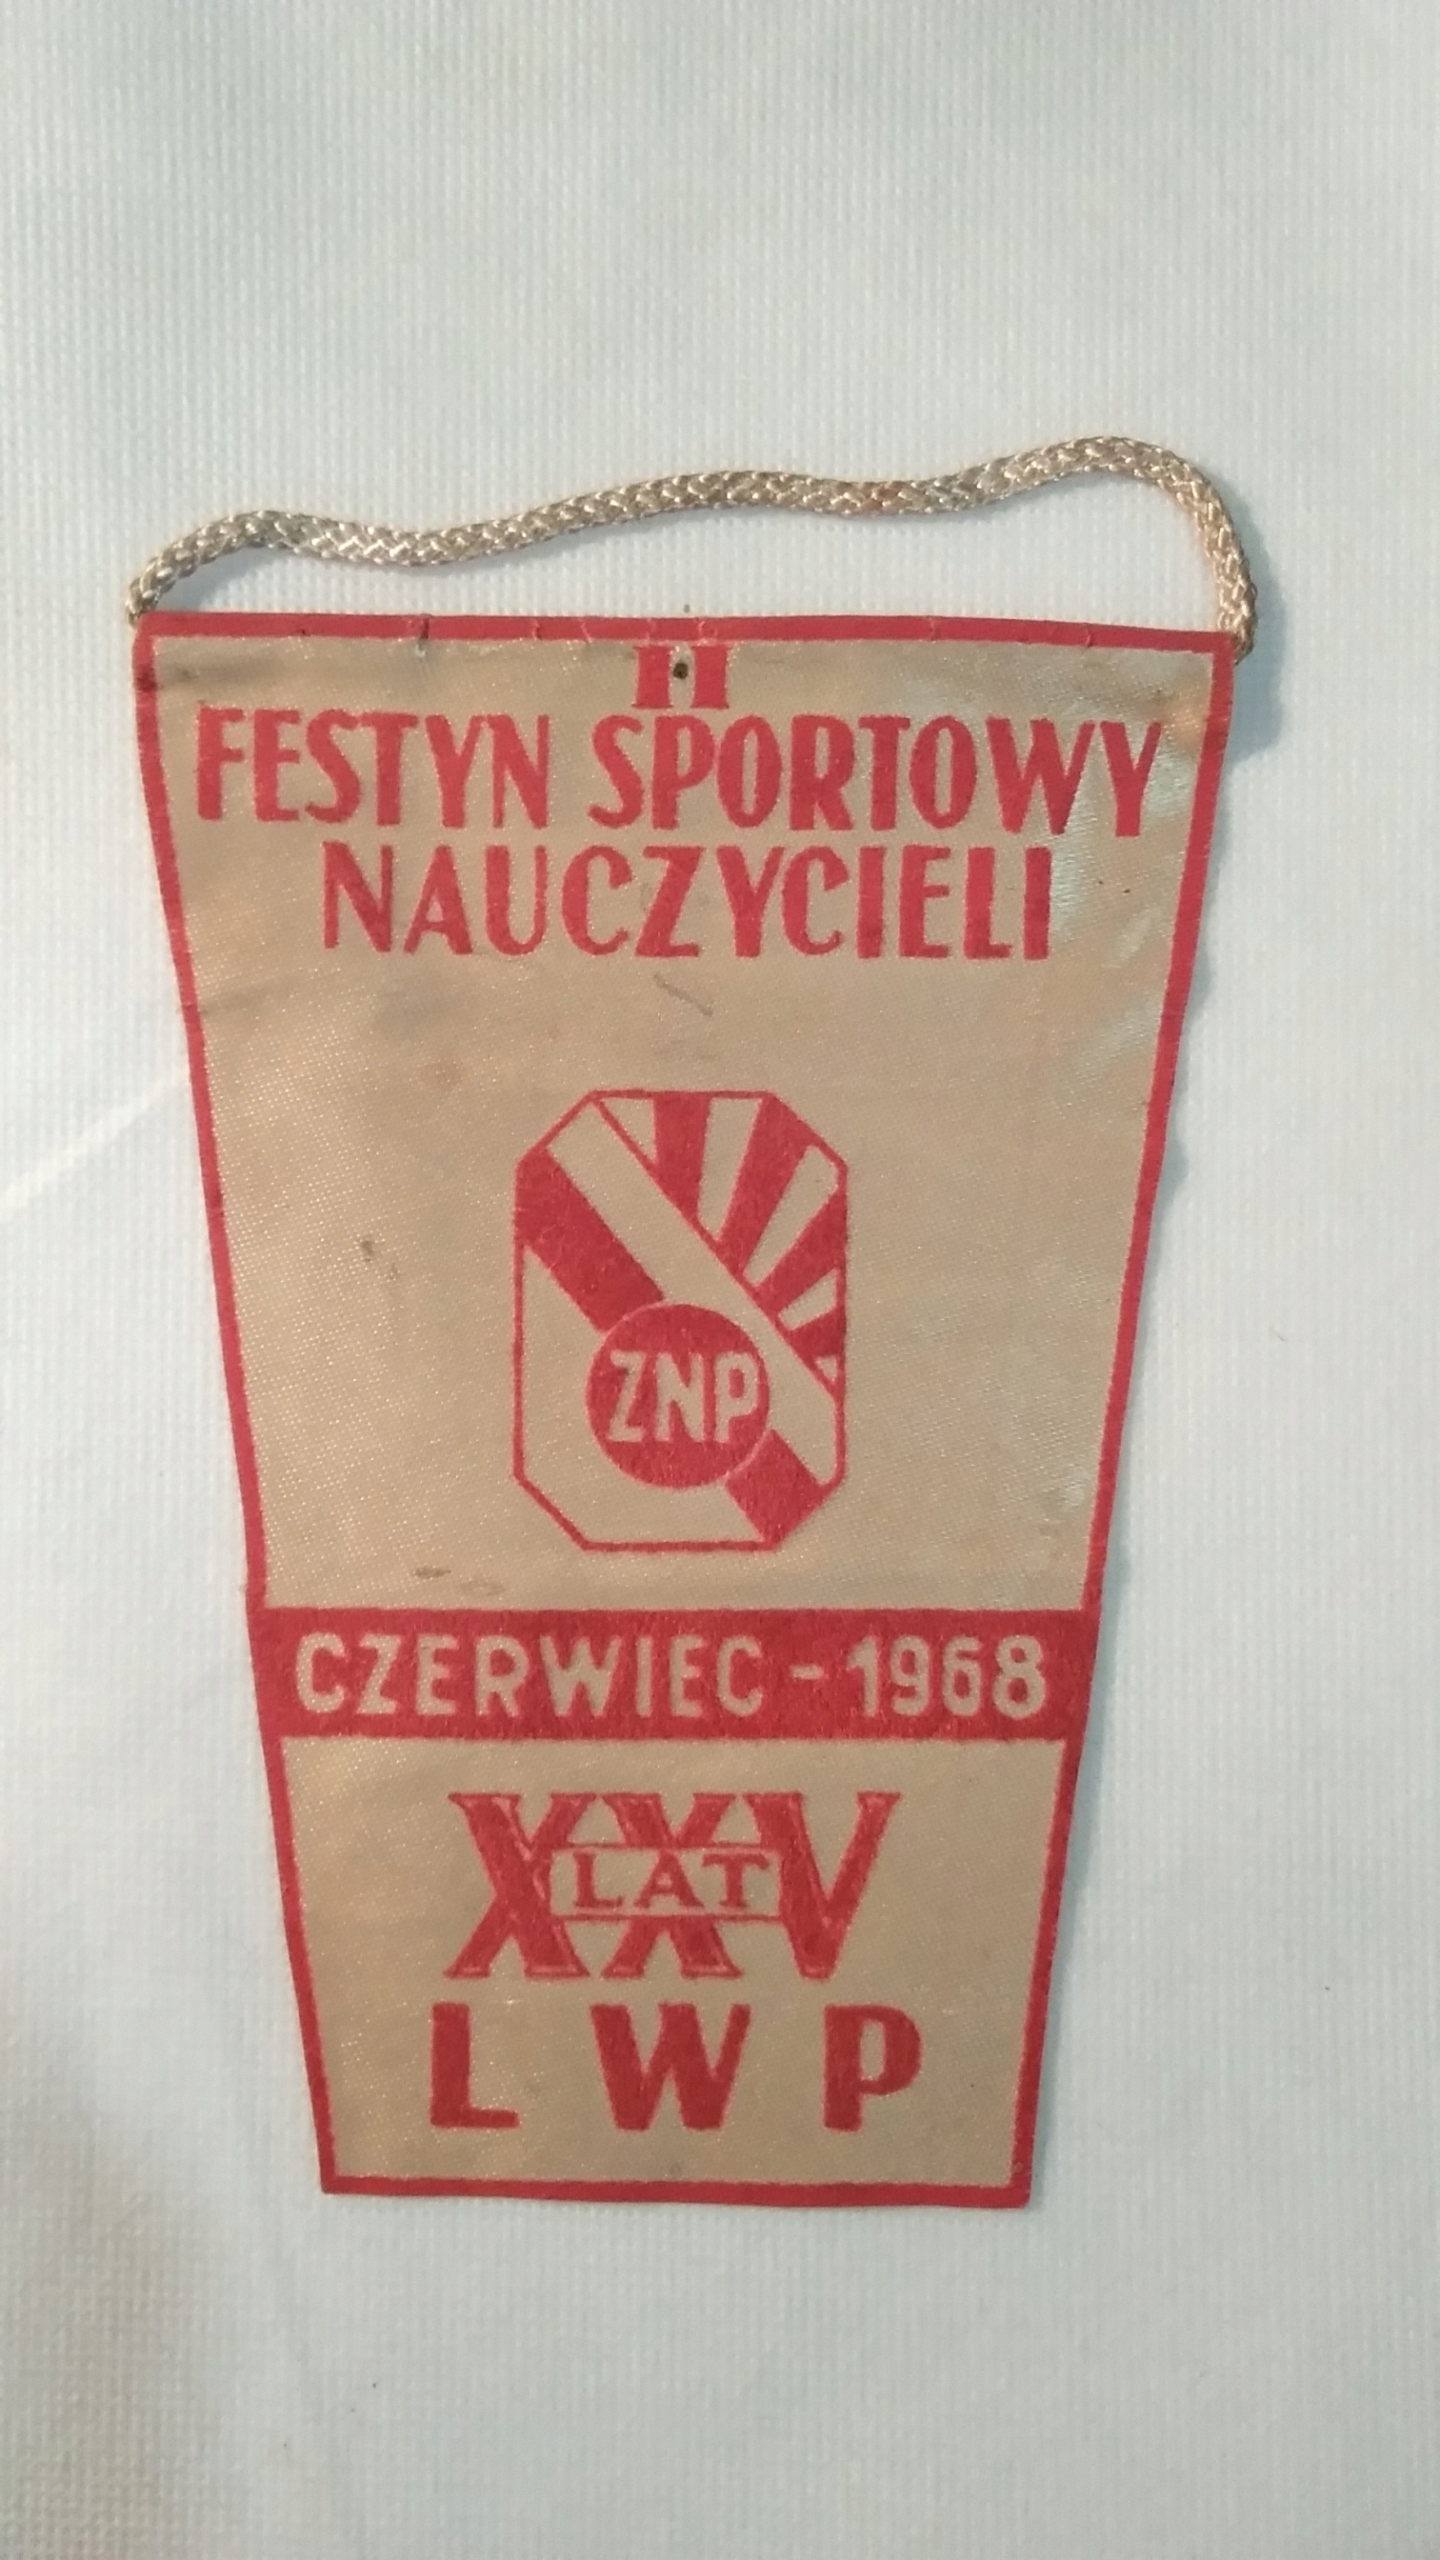 II
FESTYN SPORTOWY
NAUCZYCIELI
ZNP
CZERWIEC - 1968
XXV
LAT
LWP